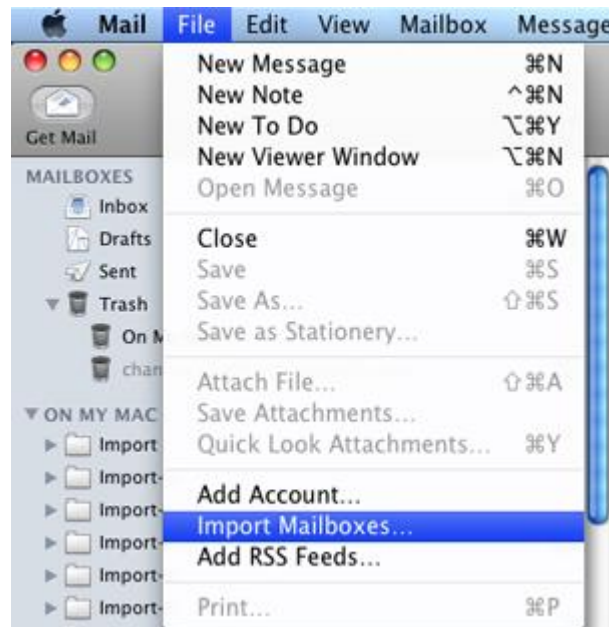 Mail File Edit View Mailbox Message
Get Mail
MAILBOXES
Inbox
Drafts
Sent
Trash
On M
chan
ON MY MAC
Import
Import-
Import-
Import-
Import-
Import-
New Message ⌘N
New Note ^⌘N
New To Do ⌥⌘Y
New Viewer Window ⌥⌘N
Open Message ⌘O
Close ⌘W
Save ⌘S
Save As... ⇧⌘S
Save as Stationery...
Attach File... ⇧⌘A
Save Attachments...
Quick Look Attachments... ⌘Y
Add Account...
Import Mailboxes...
Add RSS Feeds...
Print... ⌘P